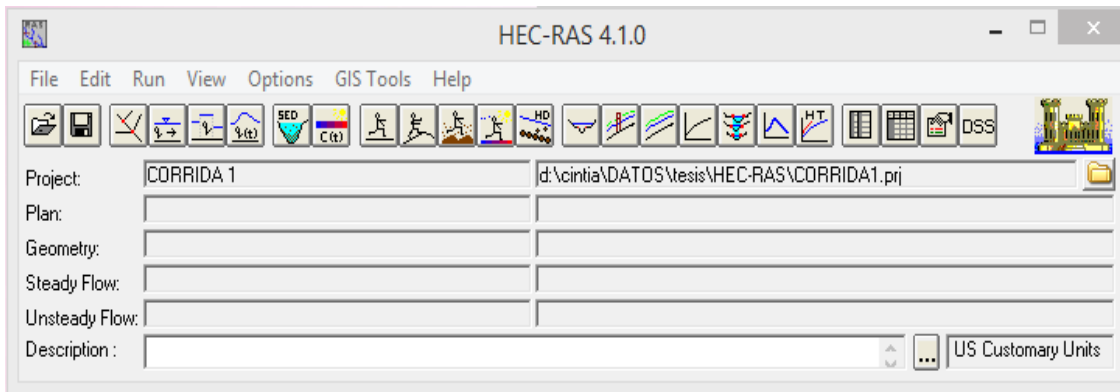 HEC-RAS 4.1.0
File Edit Run View Options GIS Tools Help
SED C(t) q(t) HD HT DSS
Project: CORRIDA 1 d:\cintia\DATOS\tesis\HEC-RAS\CORRIDA1.prj
Plan:
Geometry:
Steady Flow:
Unsteady Flow:
Description : ... US Customary Units